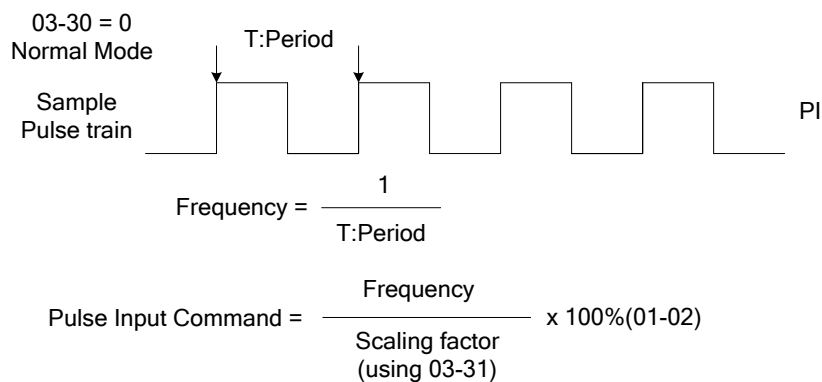 03-30 = 0
Normal Mode
T:Period
Sample
Pulse train
PI
Frequency =
1
T:Period
Pulse Input Command =
Frequency
Scaling factor
(using 03-31)
x 100%(01-02)